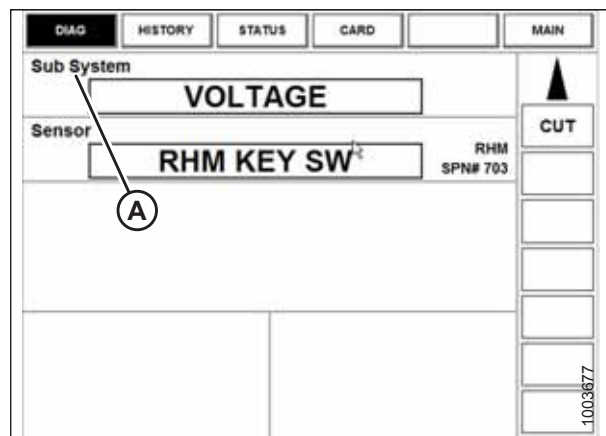 DIAG HISTORY STATUS CARD MAIN
Sub System
VOLTAGE
CUT
Sensor
RHM KEY SW
RHM
SPN# 703
A
1003677